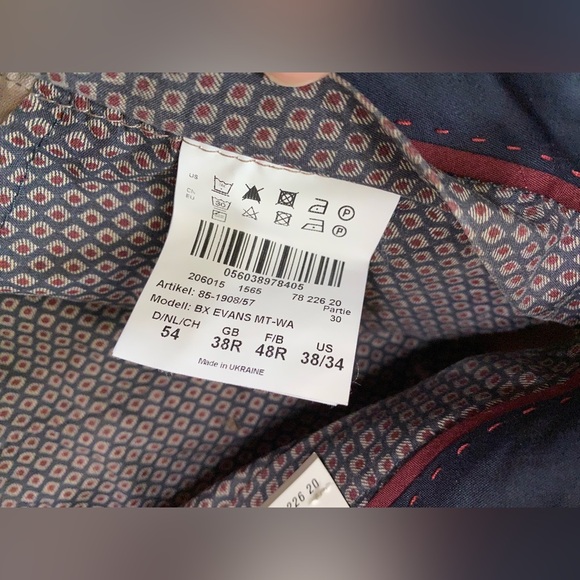 US
EU
30
P
P
056038978405
206015 1565 78 226 20
Artikel: 85-1908/57 Partie
Modell: BX EVANS MT-WA 30
D/NL/CH GB F/B US
54 38R 48R 38/34
Made in UKRAINE
226 20